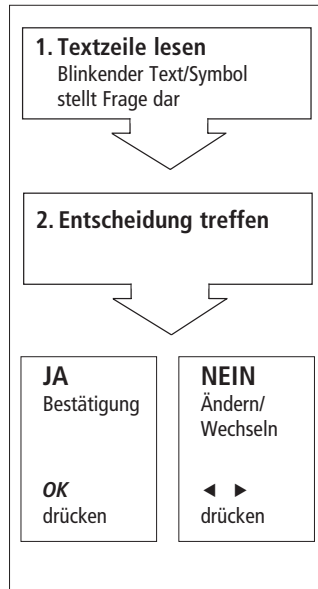 1. Textzeile lesen
Blinkender Text/Symbol
stellt Frage dar
2. Entscheidung treffen
JA
Bestätigung
OK
drücken
NEIN
Ändern/
Wechseln
◄ ►
drücken